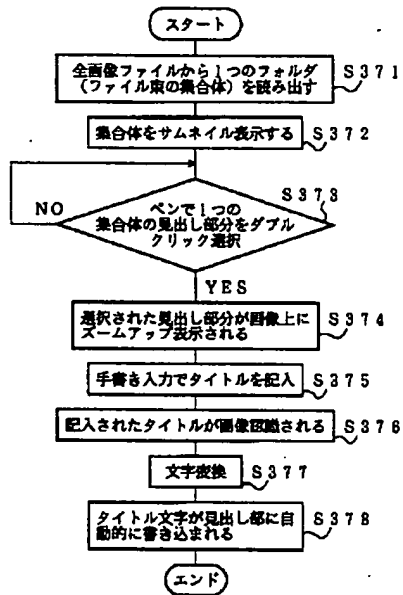 スタート
全画像ファイルから1つのフォルダ
(ファイル束の集合体)を読み出す
S371
集合体をサムネイル表示する
S372
S373
ペンで1つの
集合体の見出し部分をダブル
クリック選択
NO
YES
選択された見出し部分が画像上に
ズームアップ表示される
S374
手書き入力でタイトルを記入
S375
記入されたタイトルが画像認識される
S376
文字変換
S377
タイトル文字が見出し部に自
動的に書き込まれる
S378
エンド